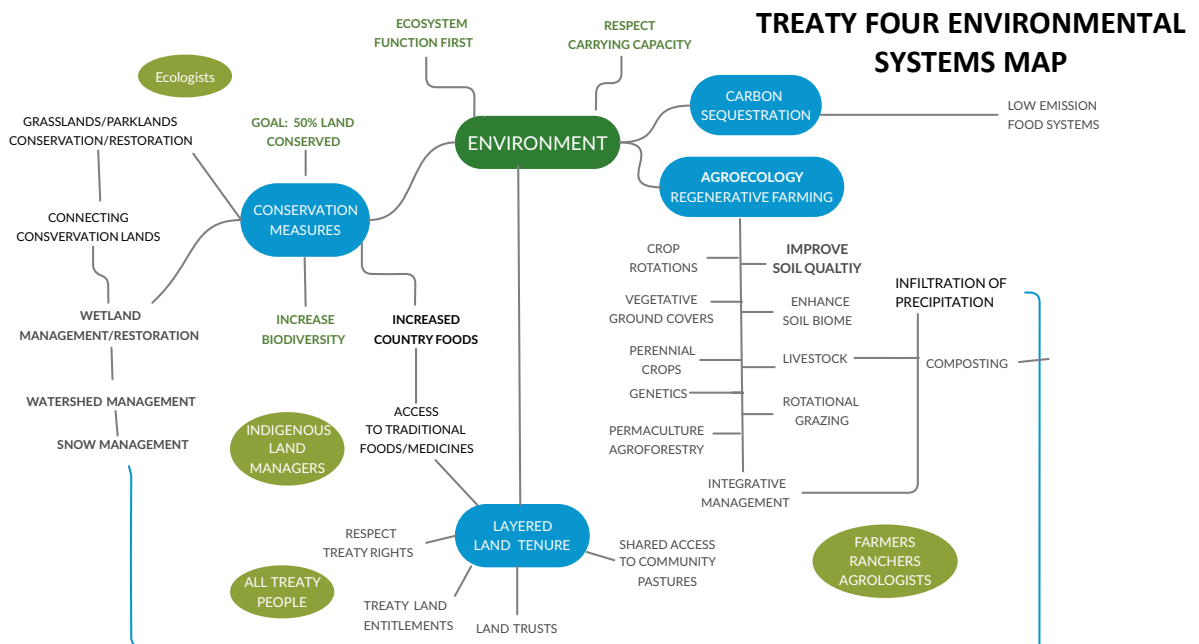 TREATY FOUR ENVIRONMENTAL
SYSTEMS MAP
ECOSYSTEM
FUNCTION FIRST
RESPECT
CARRYING CAPACITY
Ecologists
CARBON
SEQUESTRATION
LOW EMISSION
FOOD SYSTEMS
GRASSLANDS/PARKLANDS
CONSERVATION/RESTORATION
GOAL: 50% LAND
CONSERVED
ENVIRONMENT
AGROECOLOGY
REGENERATIVE FARMING
CONSERVATION
MEASURES
CONNECTING
CONSVERVATION LANDS
CROP
ROTATIONS
IMPROVE
SOIL QUALTIY
INFILTRATION OF
PRECIPITATION
VEGETATIVE
GROUND COVERS
ENHANCE
SOIL BIOME
WETLAND
MANAGEMENT/RESTORATION
INCREASE
BIODIVERSITY
INCREASED
COUNTRY FOODS
PERENNIAL
CROPS
LIVESTOCK
COMPOSTING
GENETICS
WATERSHED MANAGEMENT
ROTATIONAL
GRAZING
SNOW MANAGEMENT
INDIGENOUS
LAND
MANAGERS
ACCESS
TO TRADITIONAL
FOODS/MEDICINES
PERMACULTURE
AGROFORESTRY
INTEGRATIVE
MANAGEMENT
LAYERED
LAND TENURE
RESPECT
TREATY RIGHTS
SHARED ACCESS
TO COMMUNITY
PASTURES
FARMERS
RANCHERS
AGROLOGISTS
ALL TREATY
PEOPLE
TREATY LAND
ENTITLEMENTS
LAND TRUSTS